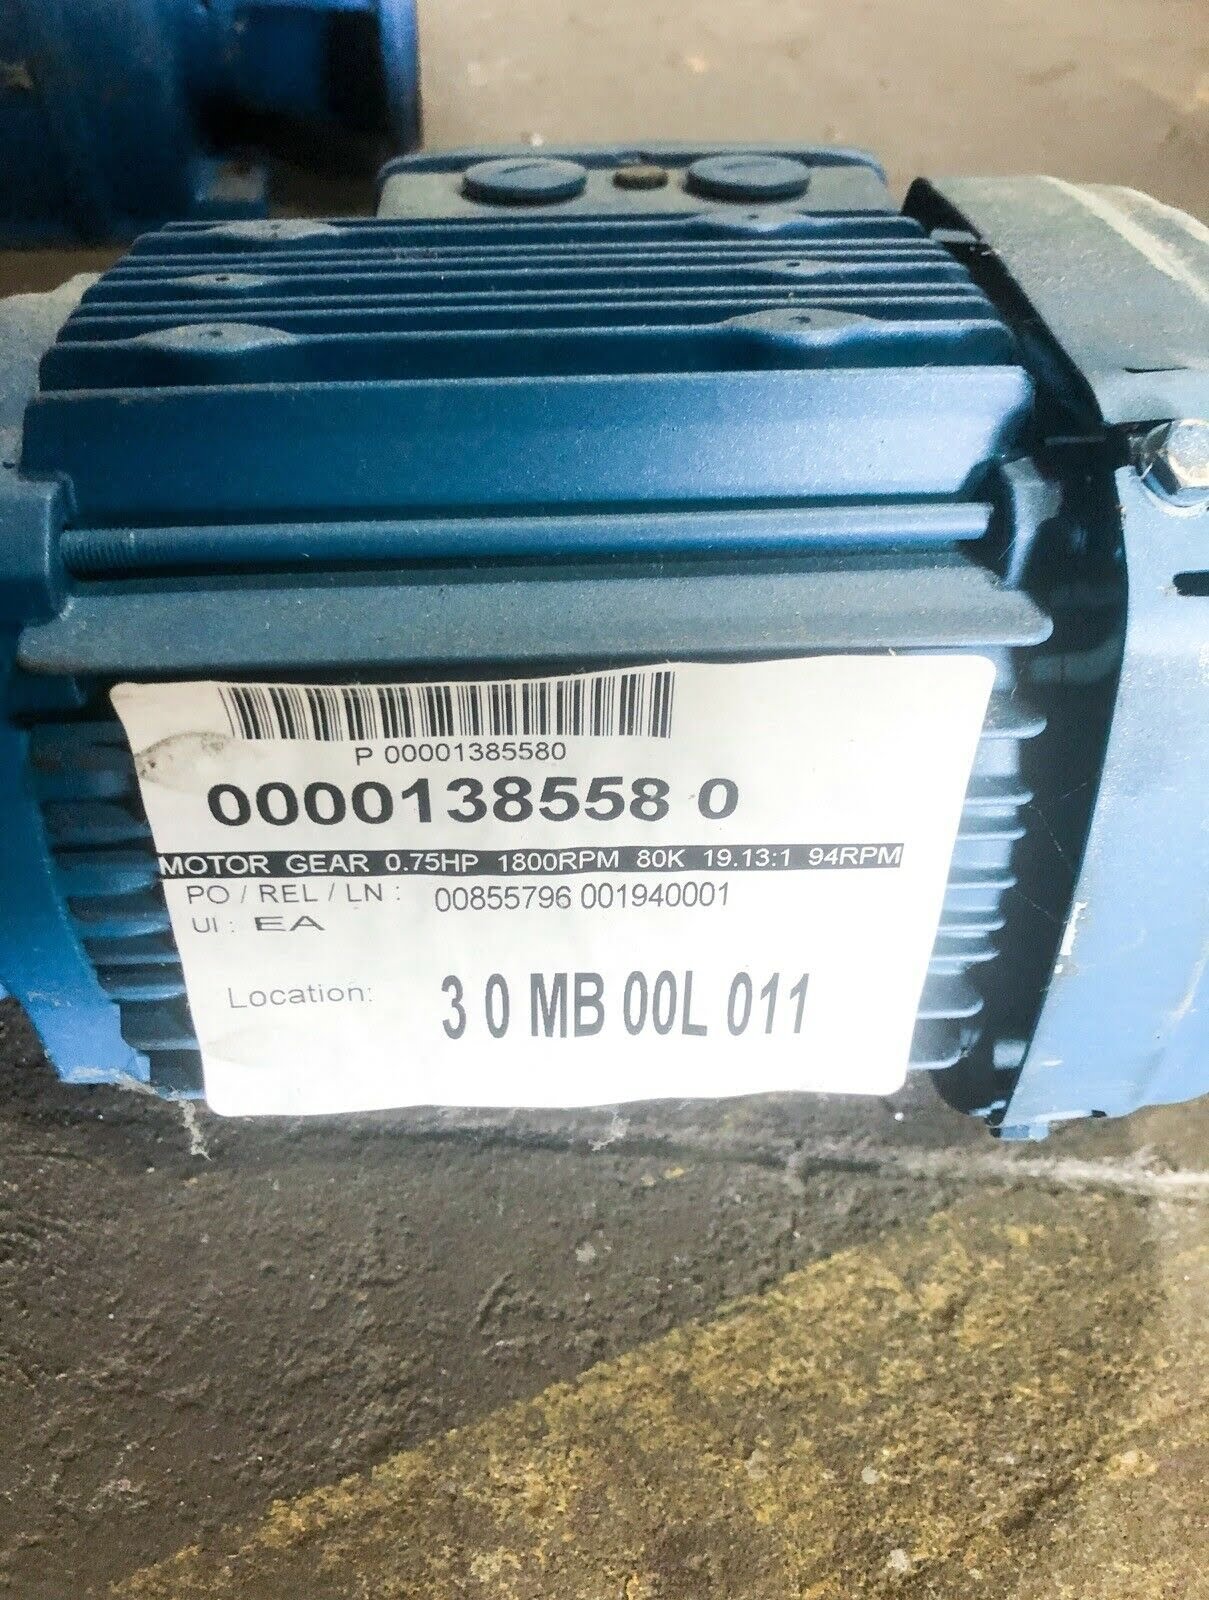 P 00001385580
0000138558 0
MOTOR GEAR 0.75HP 1800RPM 80K 19.13:1 94RPM
PO / REL / LN : 00855796 001940001
UI : EA
Location: 3 0 MB 00L 011